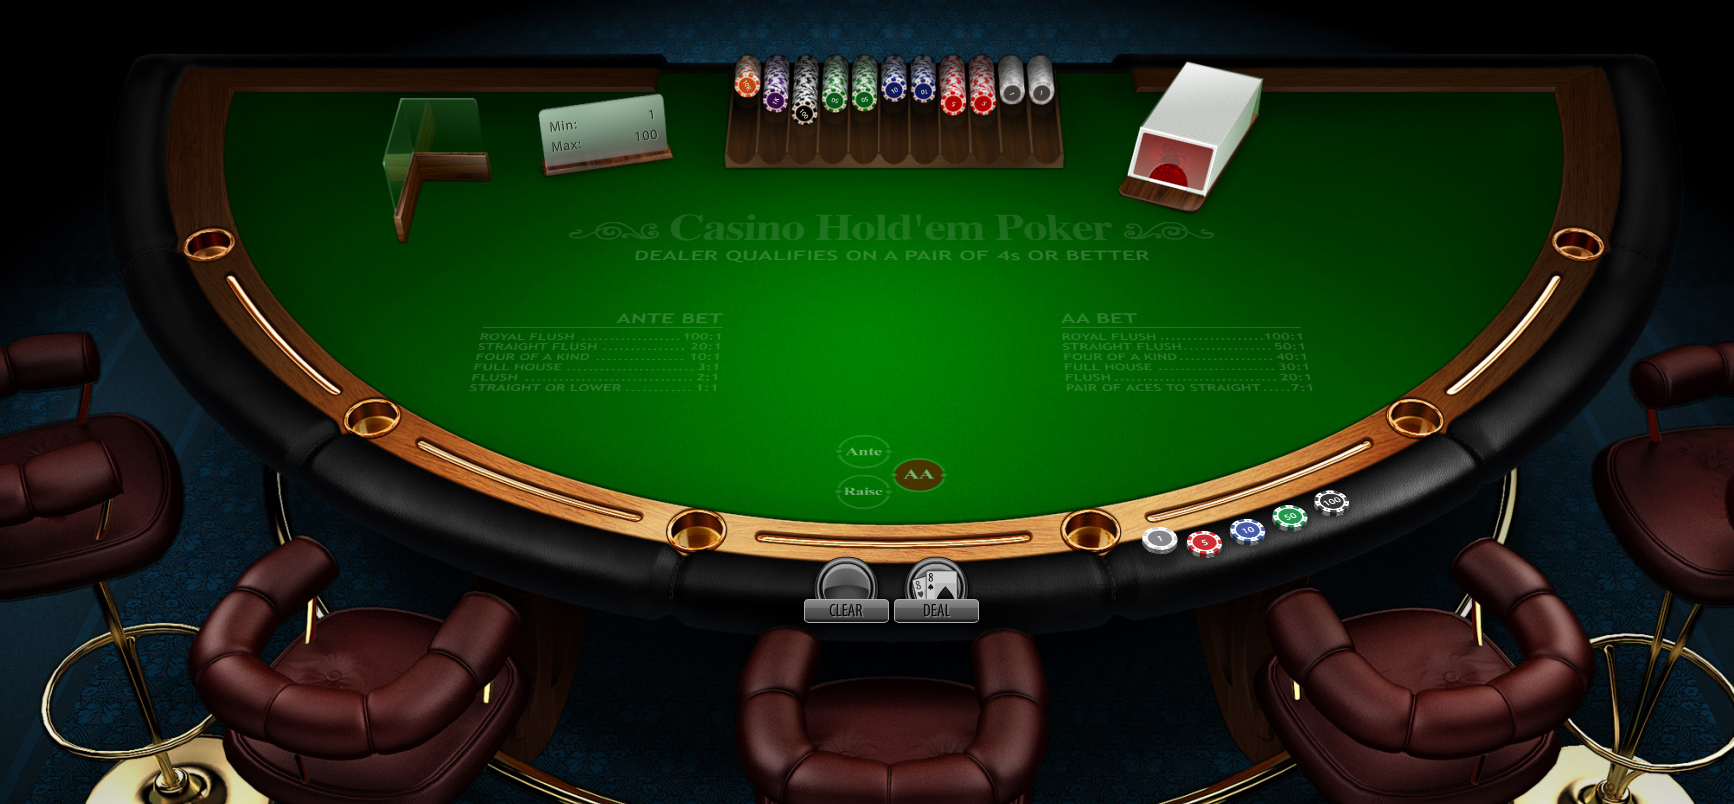 Min: 1
Max: 100
Casino Hold'em Poker
DEALER QUALIFIES ON A PAIR OF 4s OR BETTER
ANTE BET
ROYAL FLUSH 100:1
STRAIGHT FLUSH 20:1
FOUR OF A KIND 10:1
FULL HOUSE 3:1
FLUSH 2:1
STRAIGHT OR LOWER 1:1
AA BET
ROYAL FLUSH 100:1
STRAIGHT FLUSH 50:1
FOUR OF A KIND 40:1
FULL HOUSE 30:1
FLUSH 20:1
PAIR OF ACES TO STRAIGHT 7:1
Ante
AA
Raise
1
5
10
50
100
8
8
CLEAR
DEAL